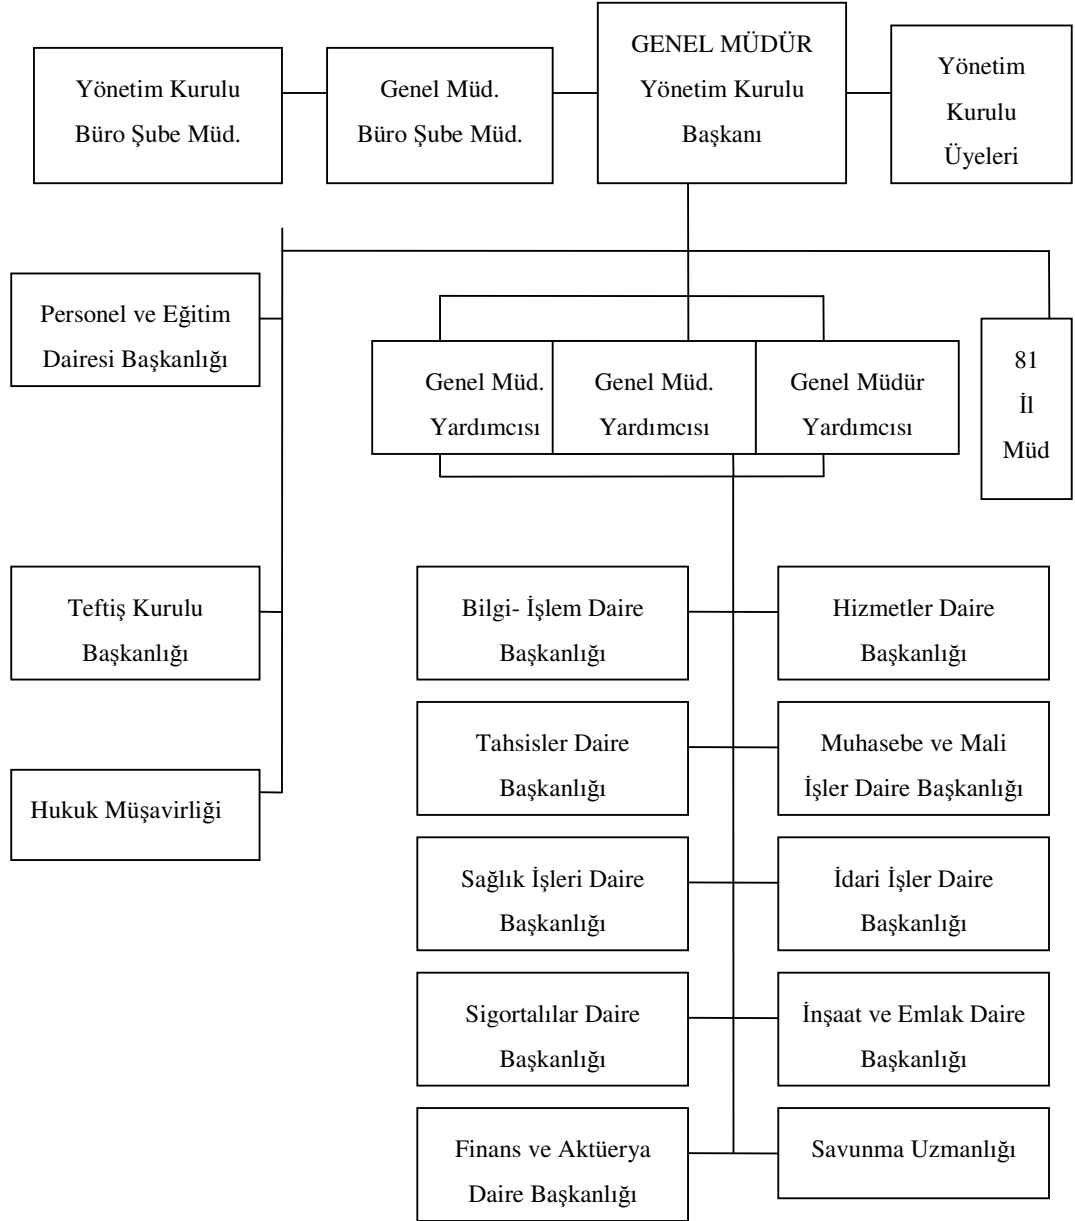 GENEL MÜDÜR
Yönetim Kurulu
Başkanı
Yönetim Kurulu
Büro Şube Müd.
Genel Müd.
Büro Şube Müd.
Yönetim
Kurulu
Üyeleri
Personel ve Eğitim
Dairesi Başkanlığı
Genel Müd.
Yardımcısı
Genel Müd.
Yardımcısı
Genel Müdür
Yardımcısı
81
İl
Müd
Teftiş Kurulu
Başkanlığı
Hukuk Müşavirliği
Bilgi- İşlem Daire
Başkanlığı
Hizmetler Daire
Başkanlığı
Tahsisler Daire
Başkanlığı
Muhasebe ve Mali
İşler Daire Başkanlığı
Sağlık İşleri Daire
Başkanlığı
İdari İşler Daire
Başkanlığı
Sigortalılar Daire
Başkanlığı
İnşaat ve Emlak Daire
Başkanlığı
Finans ve Aktüerya
Daire Başkanlığı
Savunma Uzmanlığı